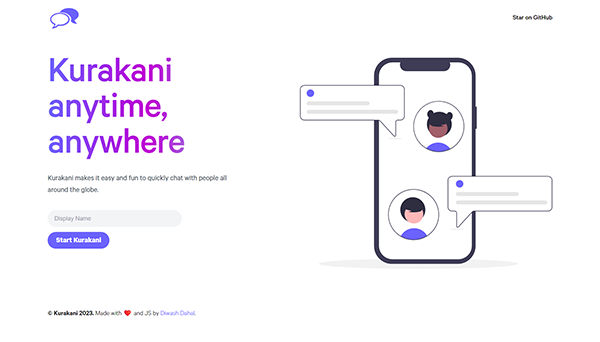 Star on GitHub
Kurakani
anytime,
anywhere
Kurakani makes it easy and fun to quickly chat with people all
around the globe.
Display Name
Start Kurakani
© Kurakani 2023. Made with ❤️ and JS by Diwash Dahal.